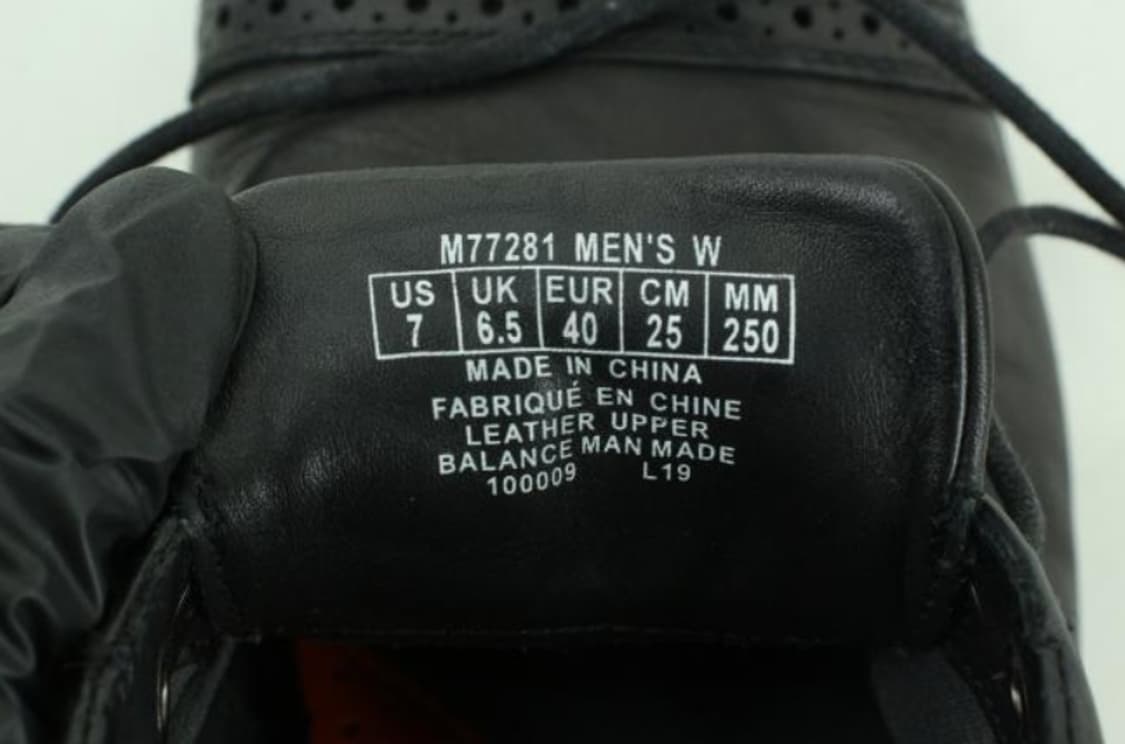 M77281 MEN'S W
US UK EUR CM MM
7 6.5 40 25 250
MADE IN CHINA
FABRIQUÉ EN CHINE
LEATHER UPPER
BALANCE MAN MADE
100009 L19